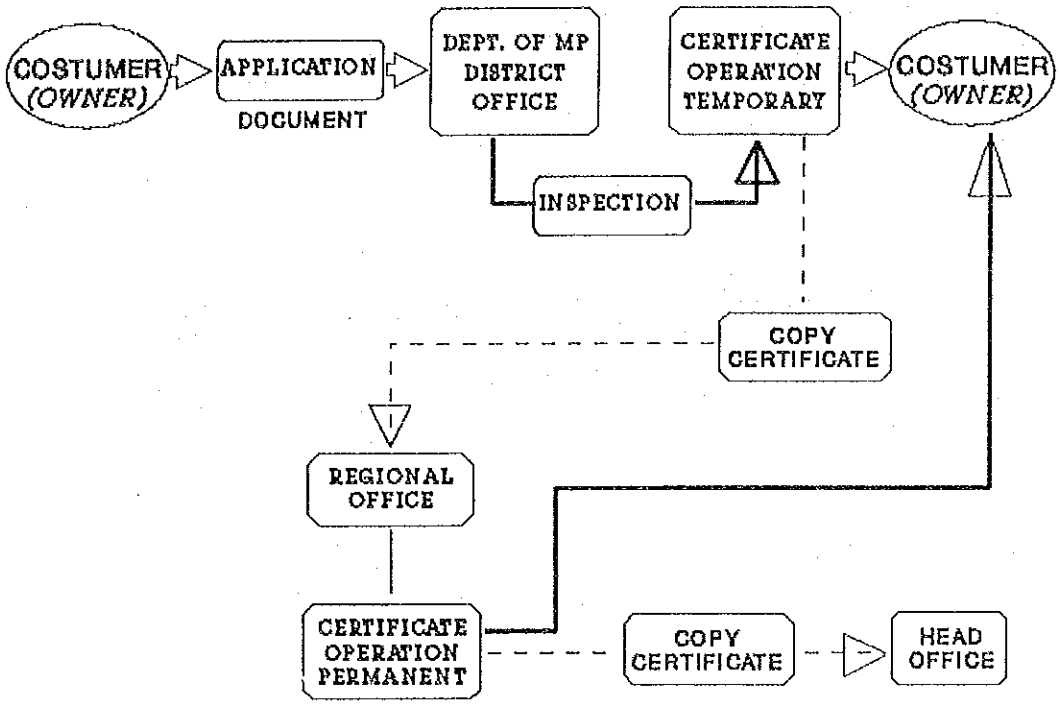 COSTUMER
(OWNER)
APPLICATION
DOCUMENT
DEPT. OF MP
DISTRICT
OFFICE
CERTIFICATE
OPERATION
TEMPORARY
COSTUMER
(OWNER)
INSPECTION
COPY
CERTIFICATE
REGIONAL
OFFICE
CERTIFICATE
OPERATION
PERMANENT
COPY
CERTIFICATE
HEAD
OFFICE